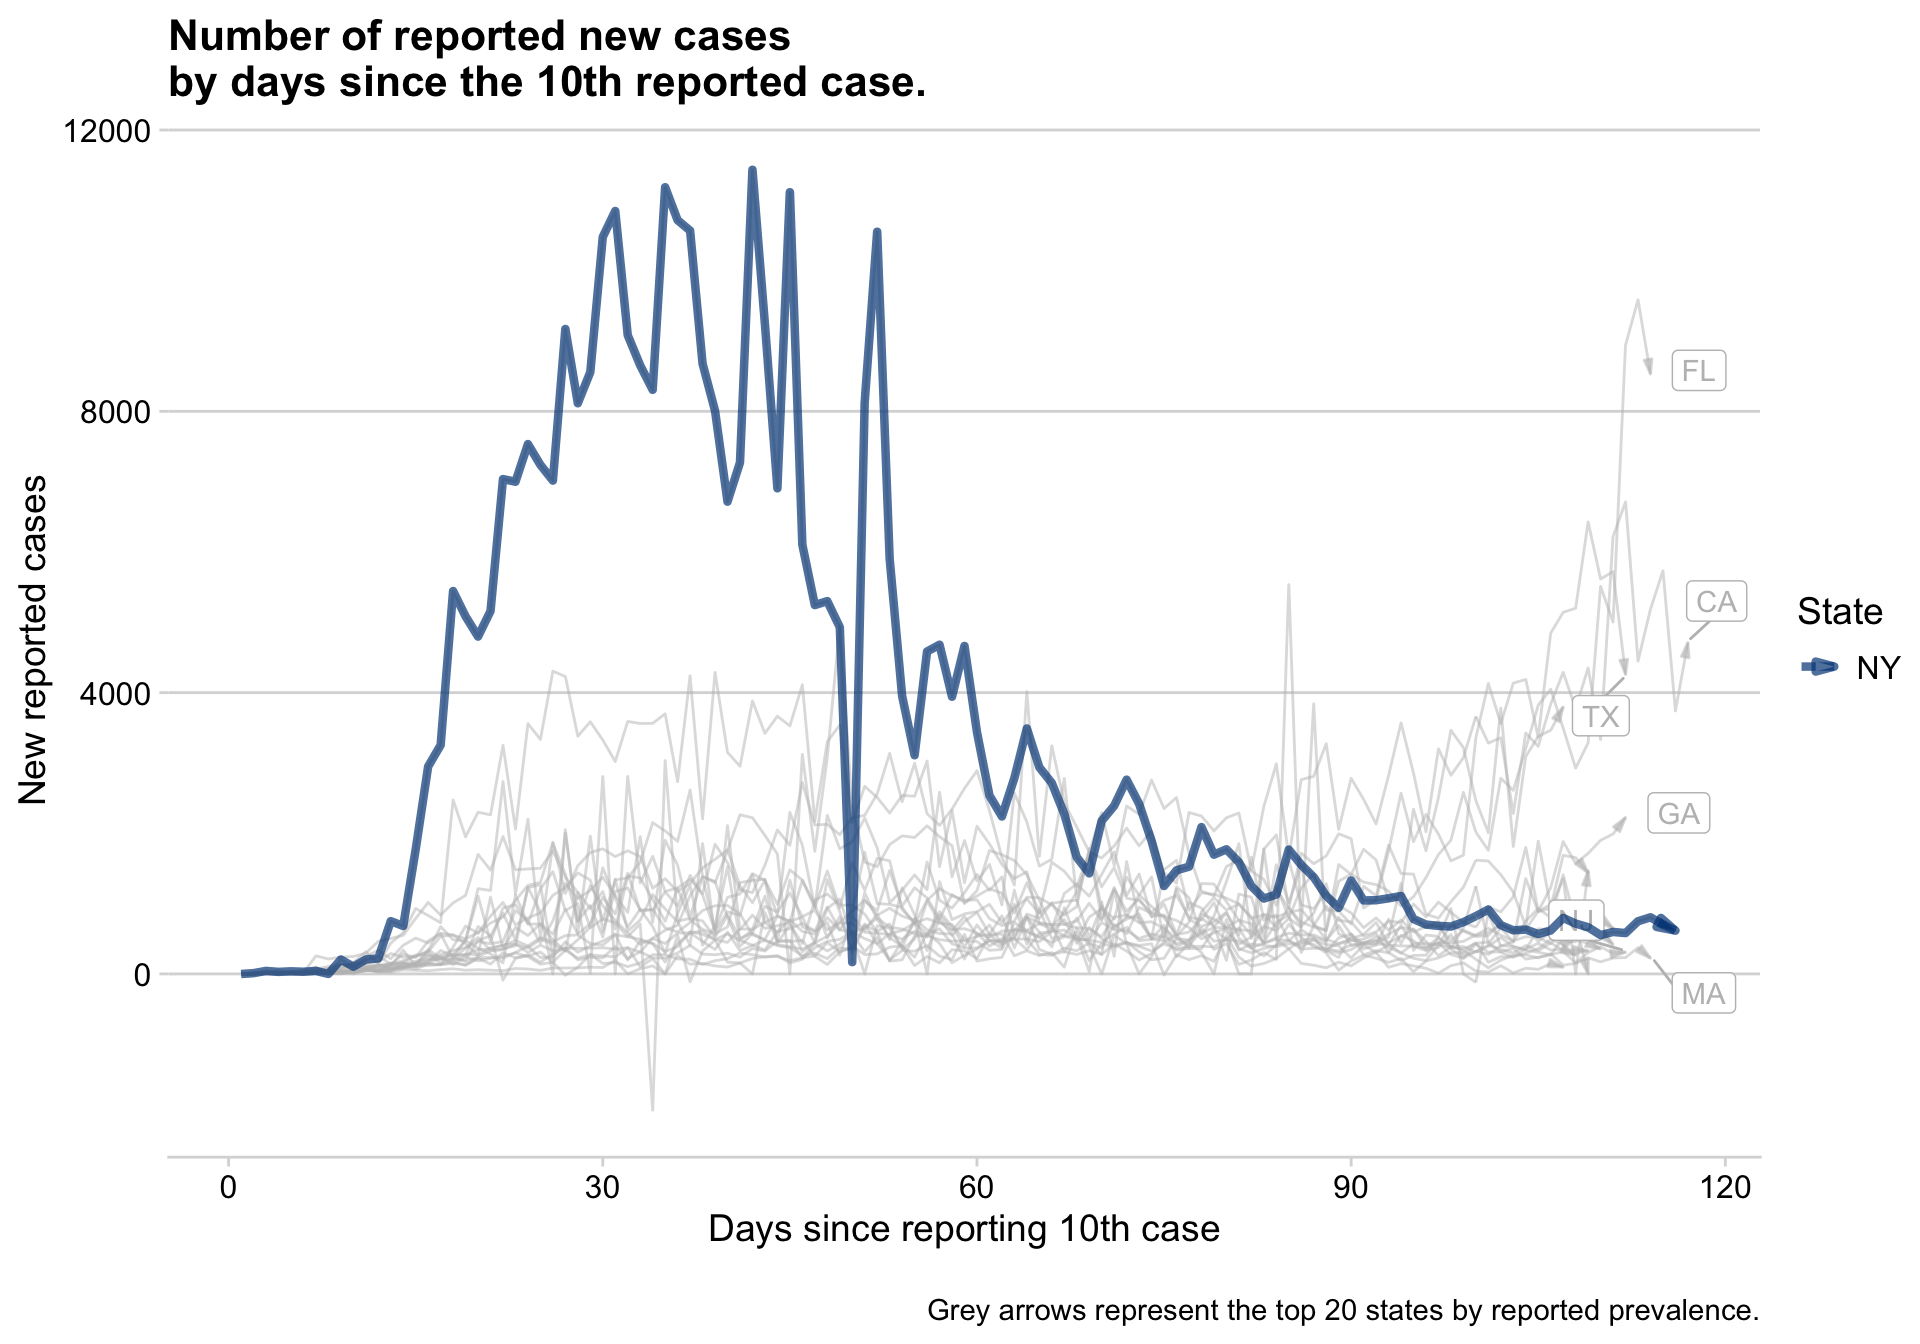 Number of reported new cases
by days since the 10th reported case.
12000
8000
4000
0
New reported cases
FL
CA
TX
GA
MA
State
NY
0 30 60 90 120
Days since reporting 10th case
Grey arrows represent the top 20 states by reported prevalence.